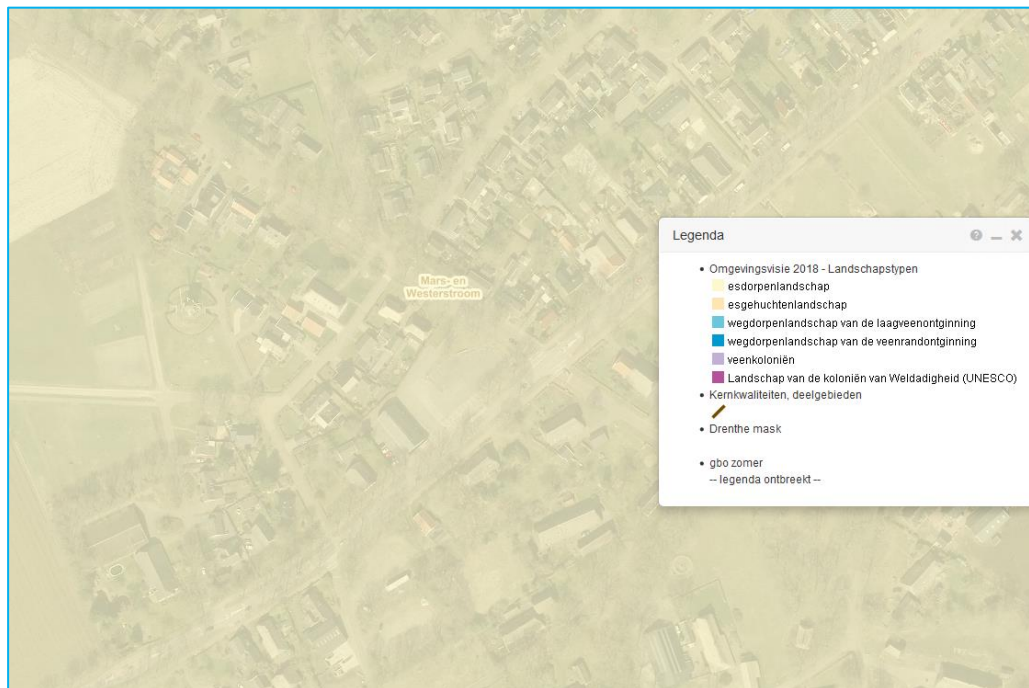 Mars- en
Westerstroom
Legenda
Omgevingsvisie 2018 - Landschapstypen
esdorpenlandschap
esgehuchtenlandschap
wegdorpenlandschap van de laagveenontginning
wegdorpenlandschap van de veenrandontginning
veenkoloniën
Landschap van de koloniën van Weldadigheid (UNESCO)
Kernkwaliteiten, deelgebieden
Drenthe mask
gbo zomer
-- legenda ontbreekt --